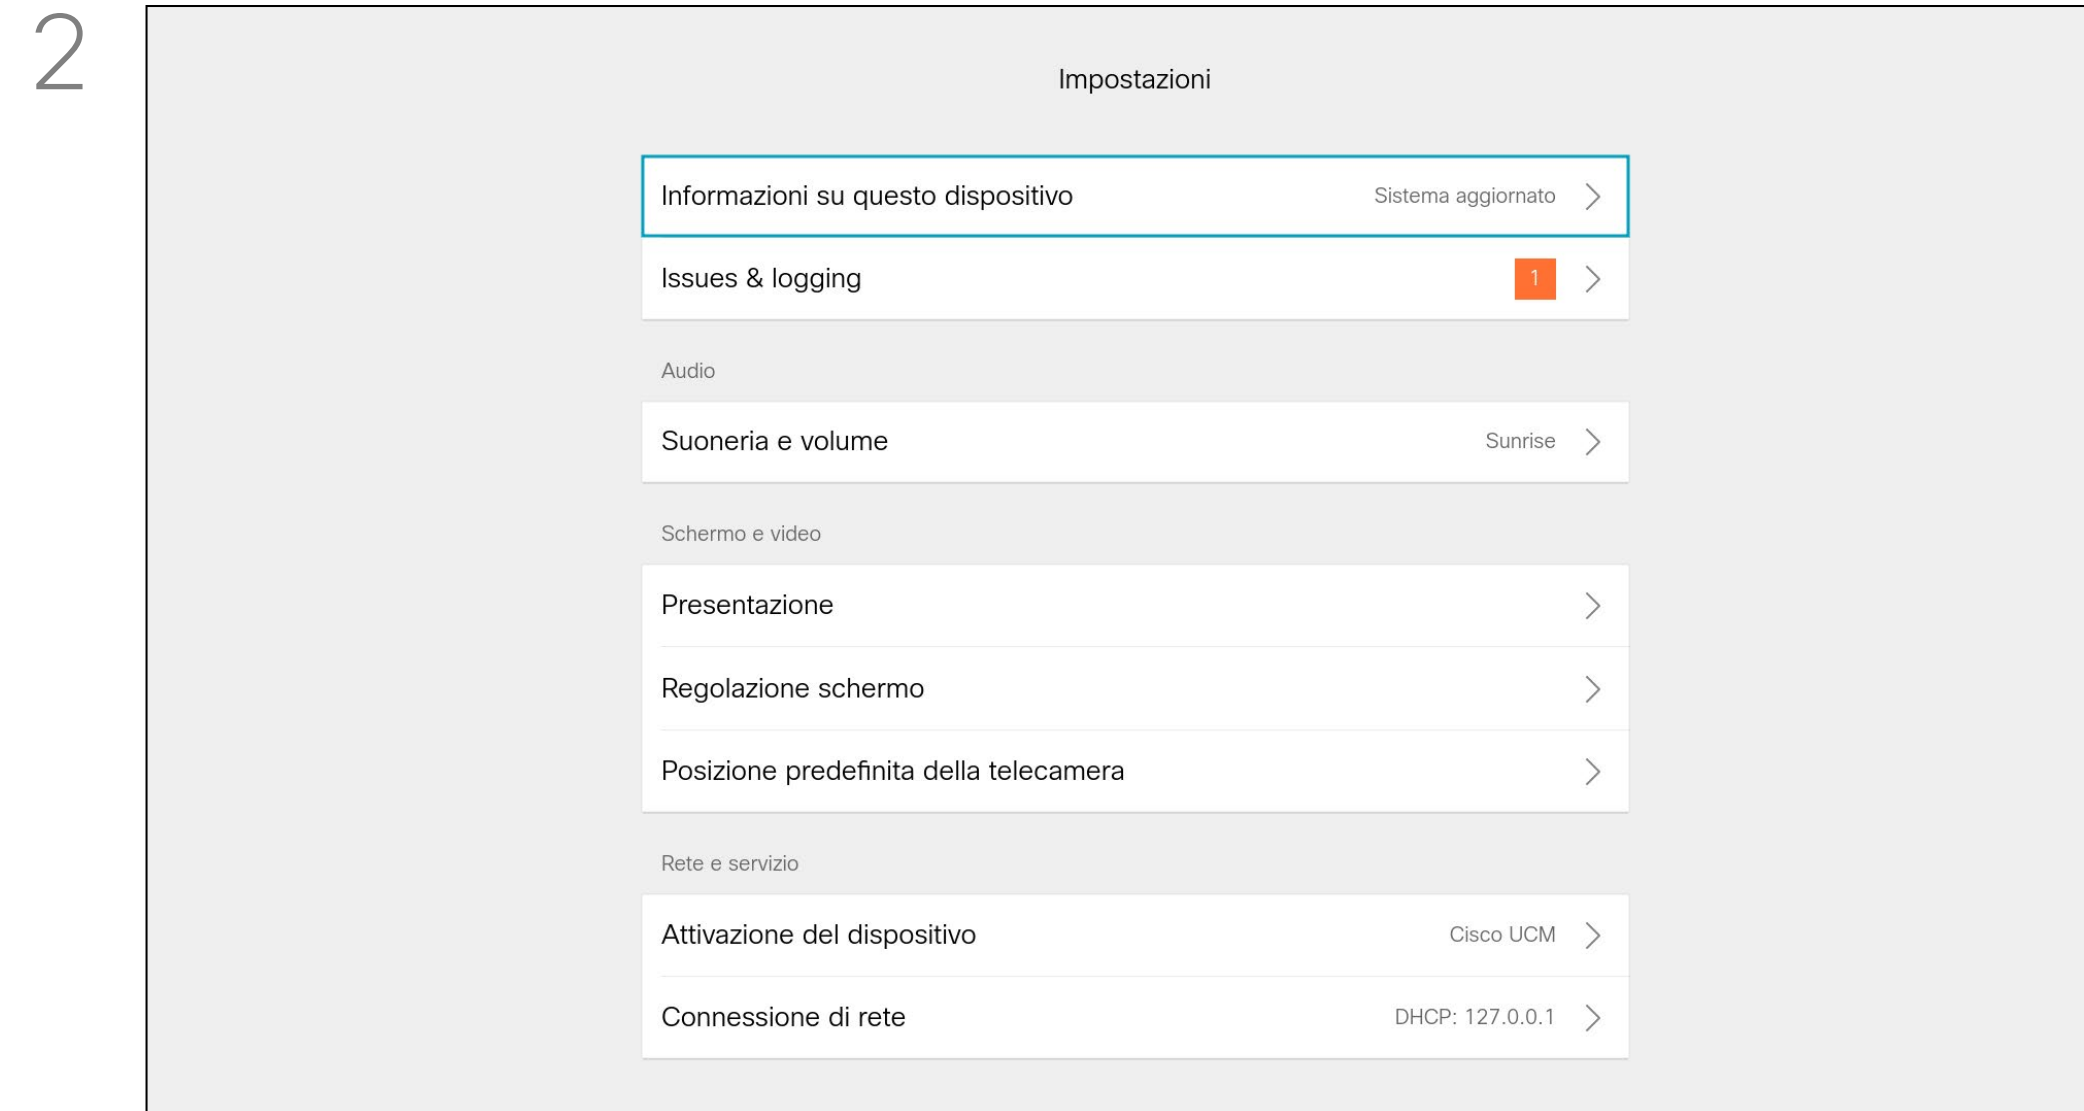 2
Impostazioni
Informazioni su questo dispositivo Sistema aggiornato
Issues & logging 1
Audio
Suoneria e volume Sunrise
Schermo e video
Presentazione
Regolazione schermo
Posizione predefinita della telecamera
Rete e servizio
Attivazione del dispositivo Cisco UCM
Connessione di rete DHCP: 127.0.0.1